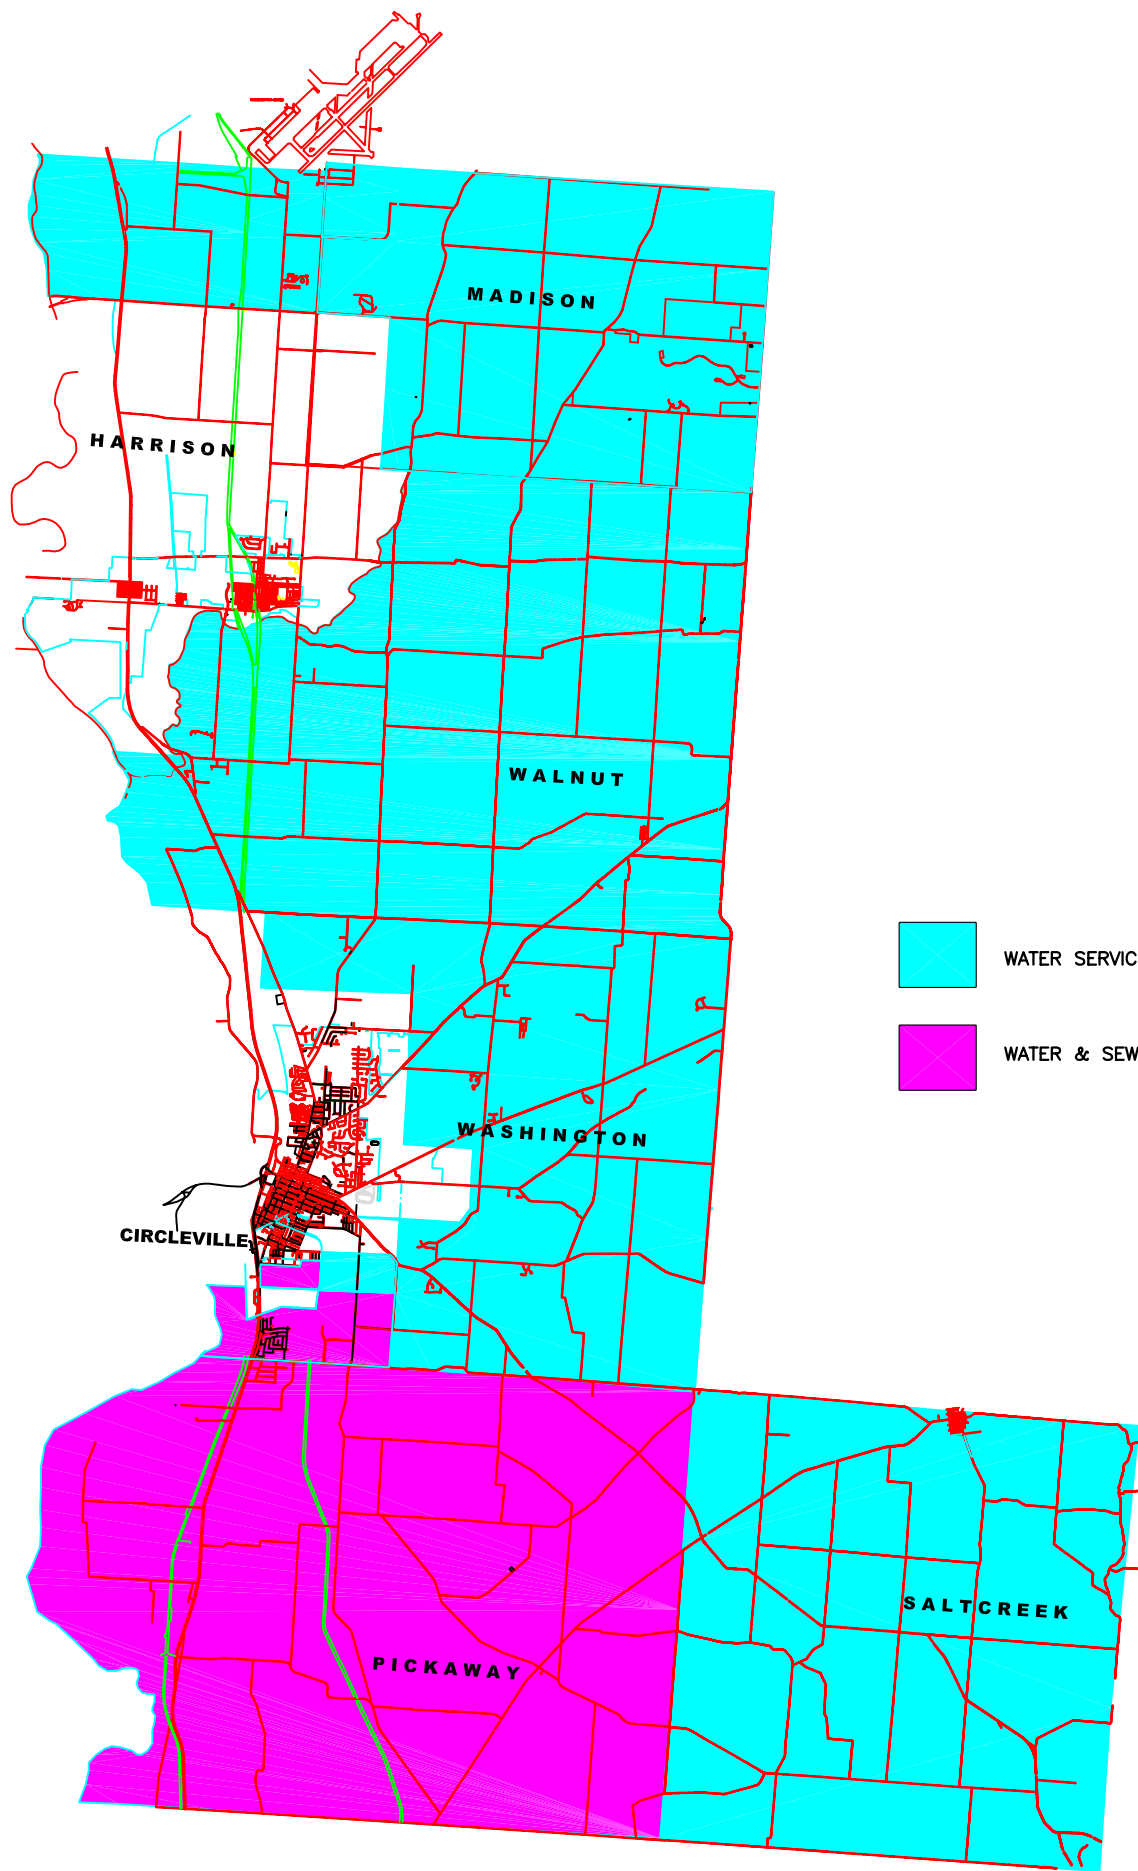 MADISON
HARRISON
WALNUT
WATER SERVIC
WATER & SEW
WASHINGTON
CIRCLEVILLE
SALTCREEK
PICKAWAY